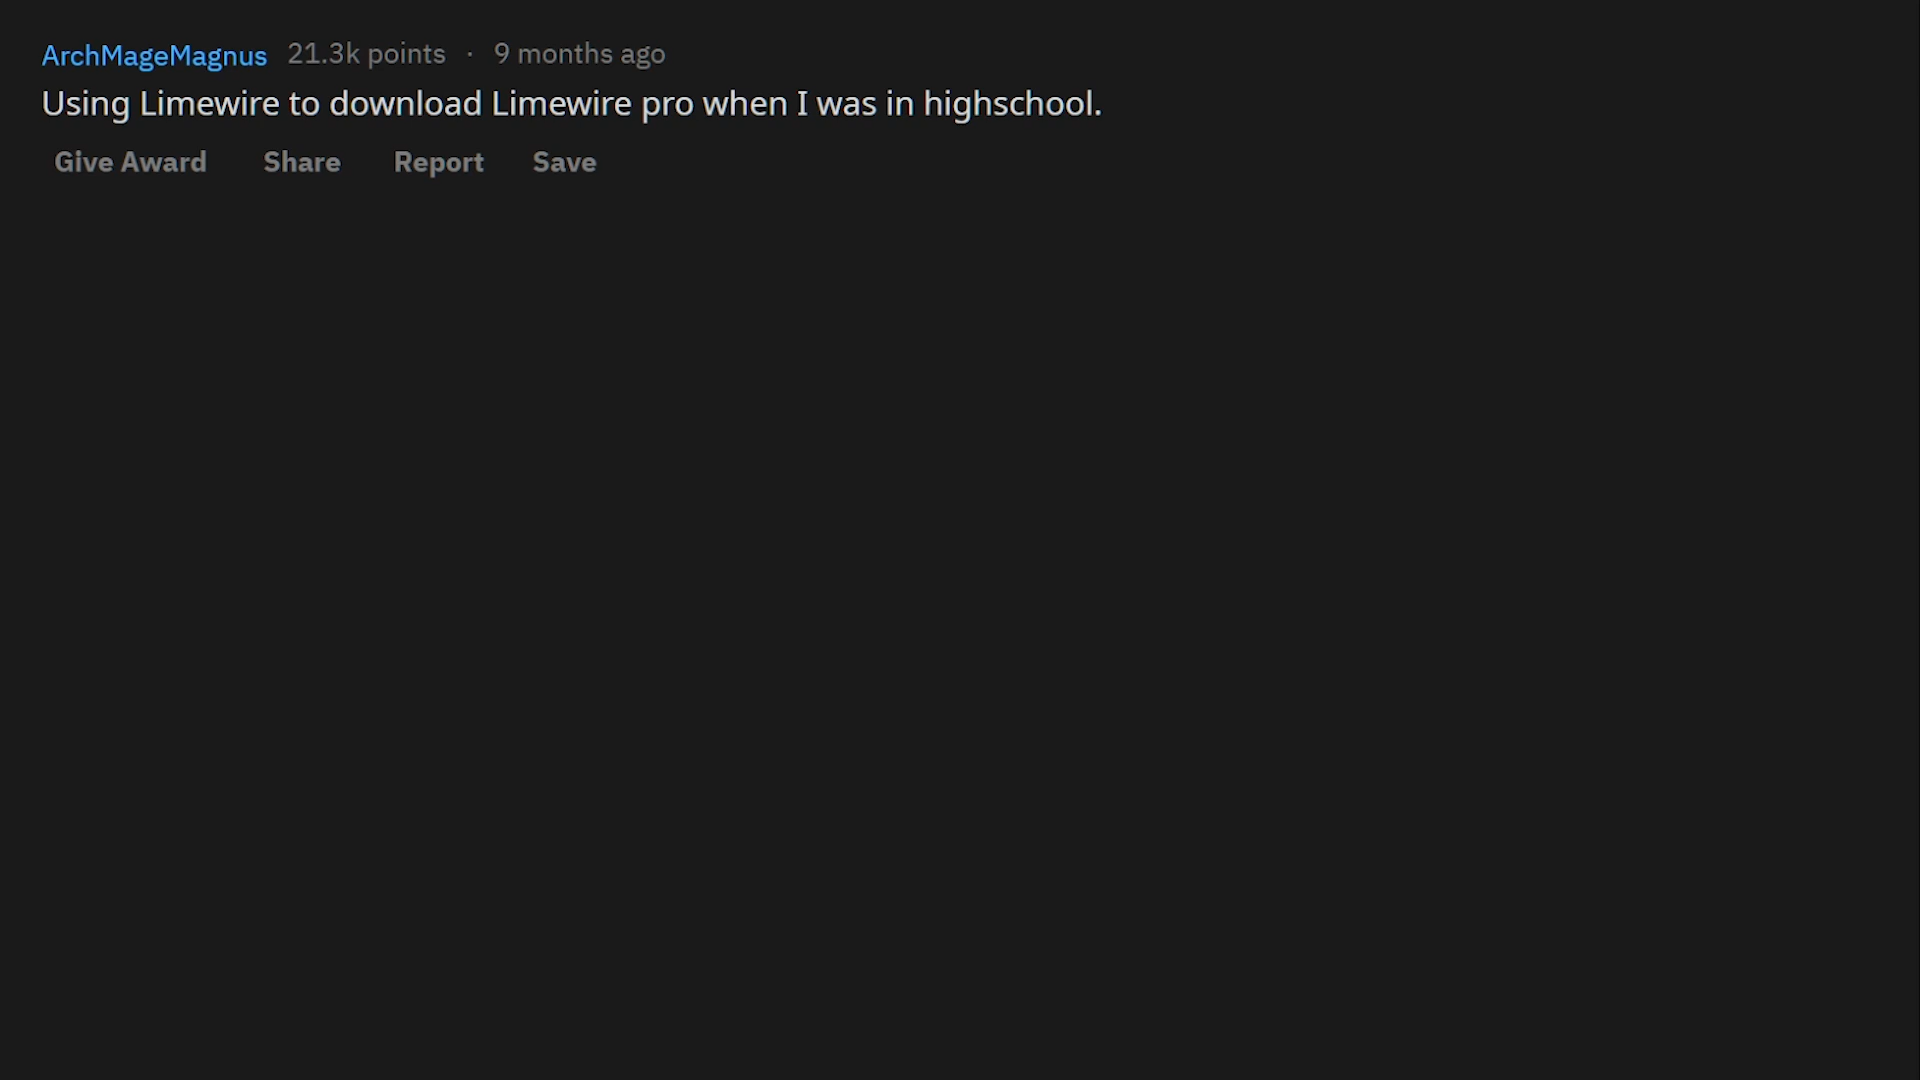 ArchMageMagnus 21.3k points · 9 months ago
Using Limewire to download Limewire pro when I was in highschool.
Give Award Share Report Save